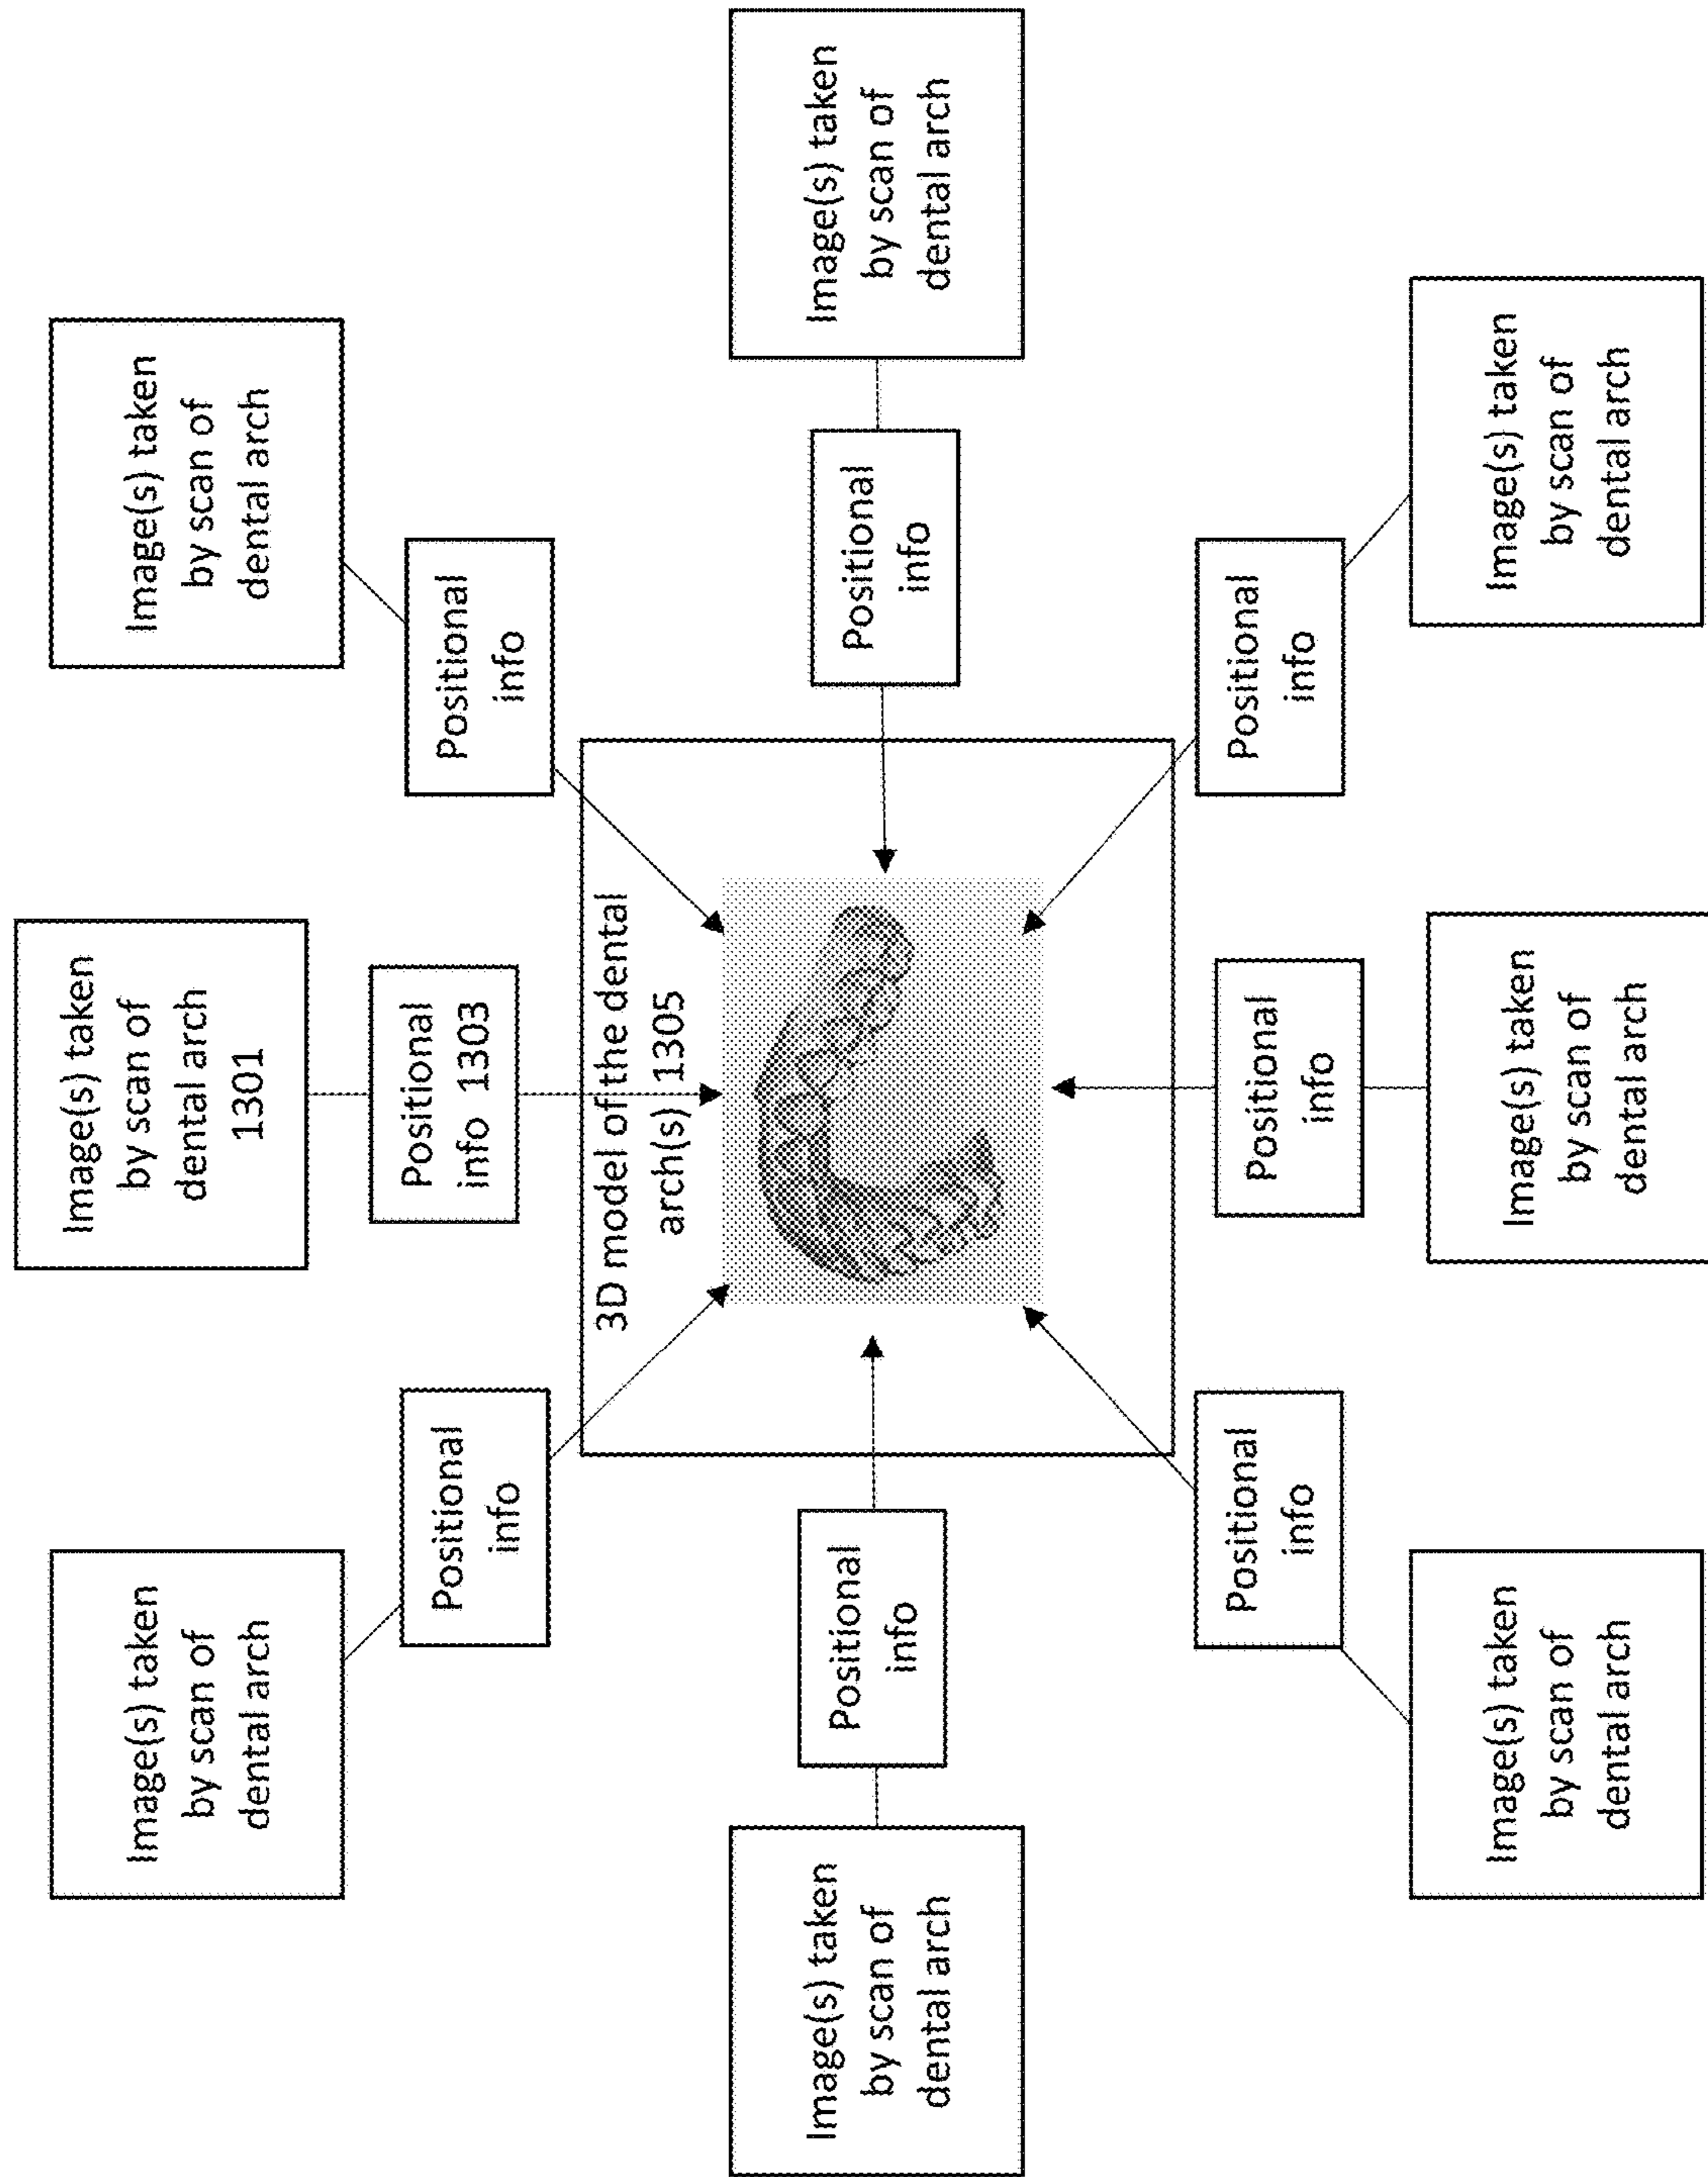 Image(s) taken
by scan of
dental arch
Image(s) taken
by scan of
dental arch
1301
Image(s) taken
by scan of
dental arch
Positional
info
Positional
info 1303
Positional
info
3D model of the dental
arch(s) 1305
Image(s) taken
by scan of
dental arch
Positional
info
Positional
info
Image(s) taken
by scan of
dental arch
Positional
info
Positional
info
Positional
info
Image(s) taken
by scan of
dental arch
Image(s) taken
by scan of
dental arch
Image(s) taken
by scan of
dental arch